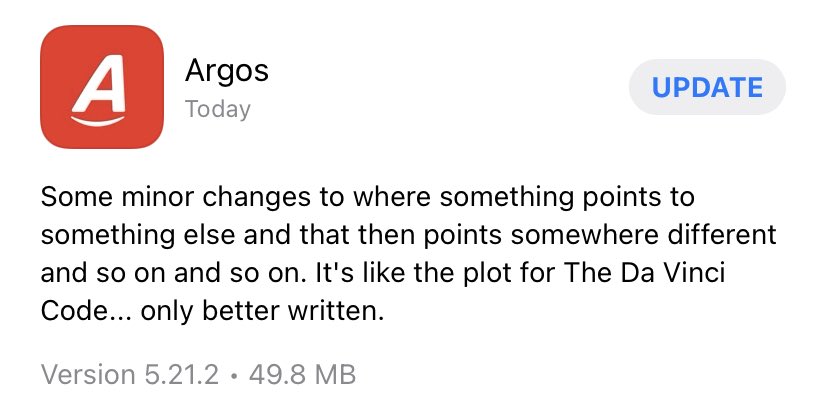 Argos
Today
UPDATE
Some minor changes to where something points to
something else and that then points somewhere different
and so on and so on. It's like the plot for The Da Vinci
Code... only better written.
Version 5.21.2 • 49.8 MB